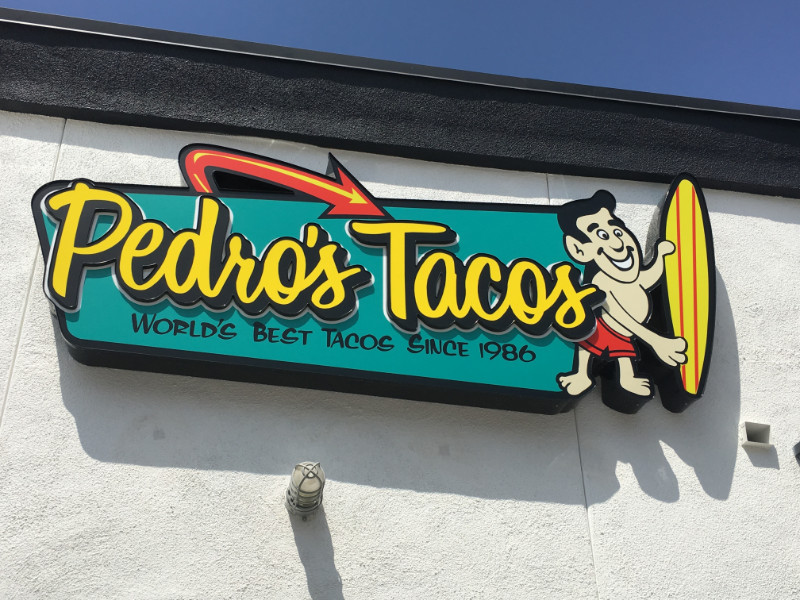 Pedro's Tacos
WORLD'S BEST TACOS SINCE 1986